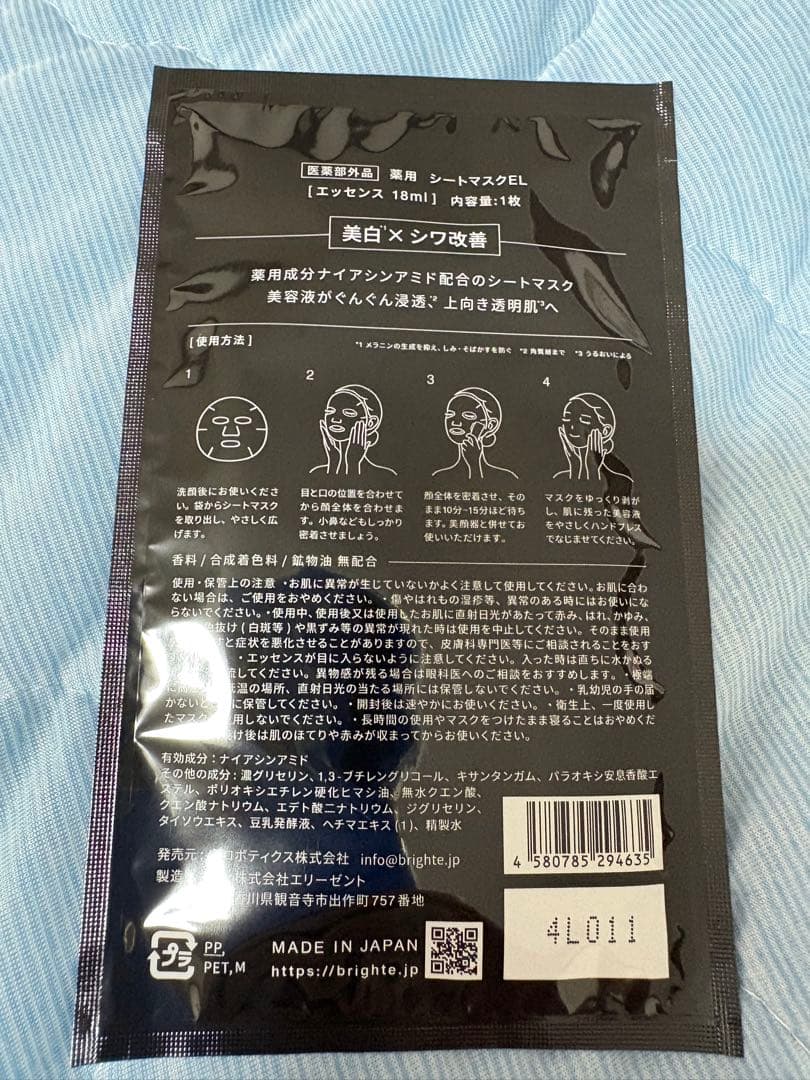 医薬部外品 薬用 シートマスクEL
[エッセンス 18ml] 内容量:1枚
美白*1× シワ改善
薬用成分ナイアシンアミド配合のシートマスク
美容液がぐんぐん浸透、*2 上向き透明肌*3へ
[使用方法]
*1 メラニンの生成を抑え、しみ・そばかすを防ぐ *2 角質層まで *3 うるおいによる
1
洗顔後にお使いくださ
い。袋からシートマスク
を取り出し、やさしく広
げます。
2
目と口の位置を合わせて
から顔全体を合わせま
す。小鼻などもしっかり
密着させましょう。
3
顔全体を密着させ、その
まま10分~15分ほど待ち
ます。美顔器と併せてお
使いいただけます。
4
マスクをゆっくり剥が
し、肌に残った美容液
をやさしくハンドプレス
でなじませてください。
香料/合成着色料/鉱物油 無配合
使用・保管上の注意 ・お肌に異常が生じていないかよく注意して使用してください。お肌に合わ
ない場合は、ご使用をおやめください。・傷やはれもの湿疹等、異常のある時にはお使いにな
らないでください。・使用中、使用後又は使用したお肌に直射日光があたって赤み、はれ、かゆみ、
色抜け(白斑等)や黒ずみ等の異常が現れた時は使用を中止してください。そのまま使用
すと症状を悪化させることがありますので、皮膚科専門医等にご相談されることをおす
・エッセンスが目に入らないように注意してください。入った時は直ちに水かぬる
流してください。異物感が残る場合は眼科医へのご相談をおすすめします。・極端
低温の場所、直射日光の当たる場所には保管しないでください。・乳幼児の手の届
かない に保管してください。・開封後は速やかにお使いください。・衛生上、一度使用し
たマスク 使用しないでください。・長時間の使用やマスクをつけたまま寝ることはおやめくだ
け後は肌のほてりや赤みが収まってからお使いください。
有効成分:ナイアシンアミド
その他の成分:濃グリセリン、1,3-ブチレングリコール、キサンタンガム、パラオキシ安息香酸エ
ステル、ポリオキシエチレン硬化ヒマシ油、無水クエン酸、
クエン酸ナトリウム、エデト酸二ナトリウム、ジグリセリン、
タイソウエキス、豆乳発酵液、ヘチマエキス(1)、精製水
発売元: ロボティクス株式会社 info@brighte.jp
製造 株式会社エリーゼント
川県観音寺市出作町757番地
プラ
PP,
PET,M
MADE IN JAPAN
https://brighte.jp
4 580785 294635
4L011